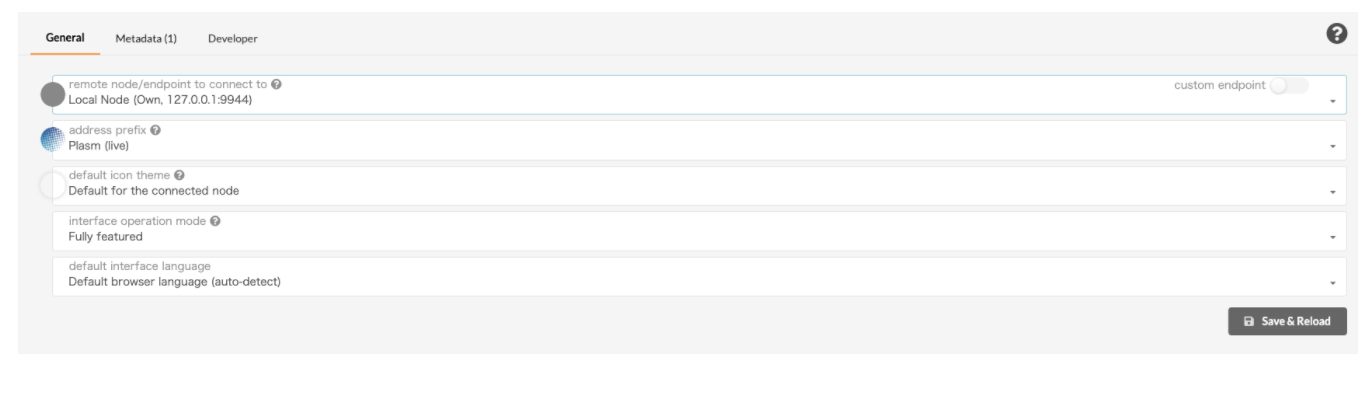 General Metadata (1) Developer
remote node/endpoint to connect to custom endpoint
Local Node (Own, 127.0.0.1:9944)
address prefix
Plasm (live)
default icon theme
Default for the connected node
interface operation mode
Fully featured
default interface language
Default browser language (auto-detect)
Save & Reload